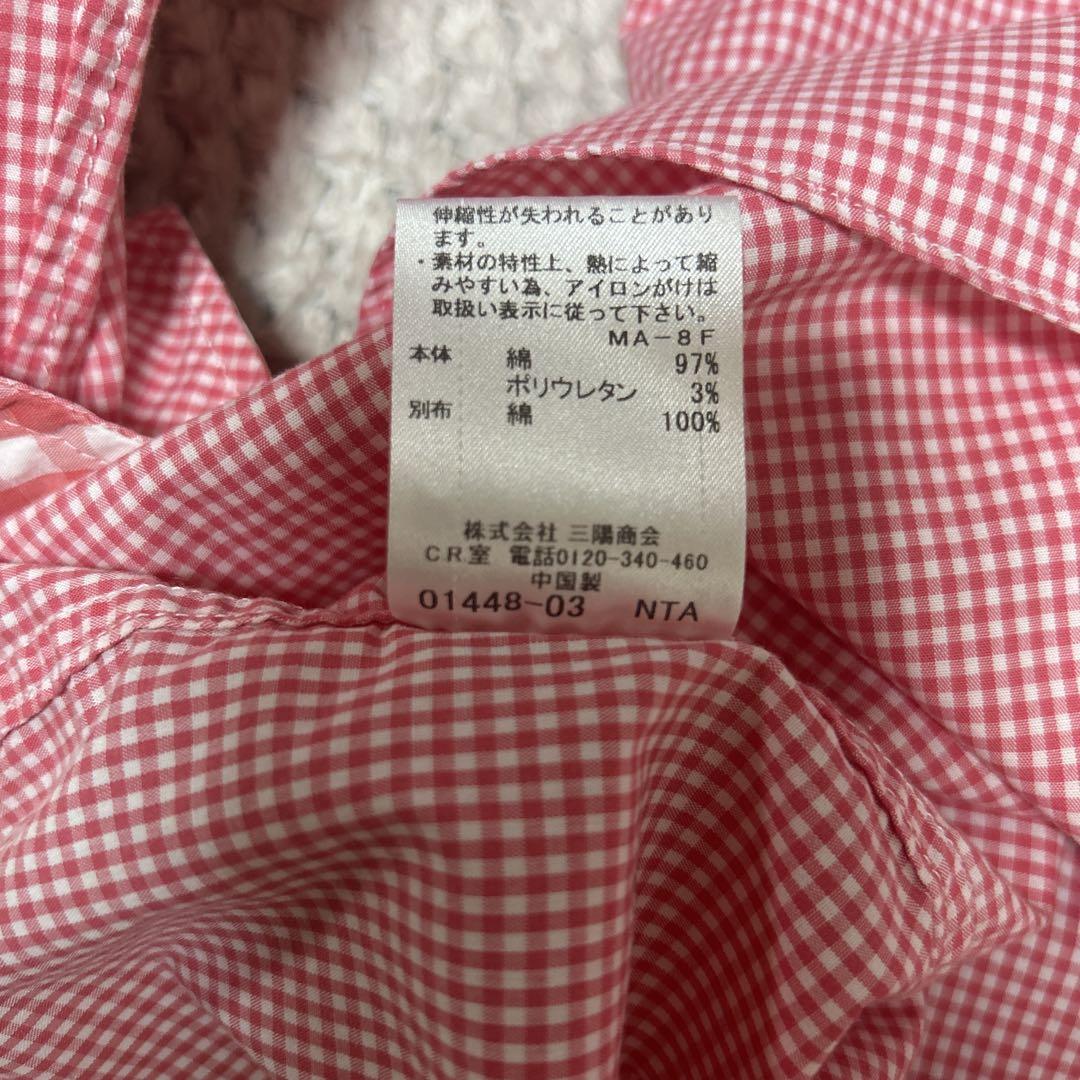 伸縮性が失われることがあり
ます。
・素材の特性上、熱によって縮
みやすい為、アイロンがけは
取扱い表示に従って下さい。
MA-8F
本体 綿 97%
ポリウレタン 3%
別布 綿 100%
株式会社 三陽商会
C.R.室 電話0120-340-460
中国製
01448-03 NTA